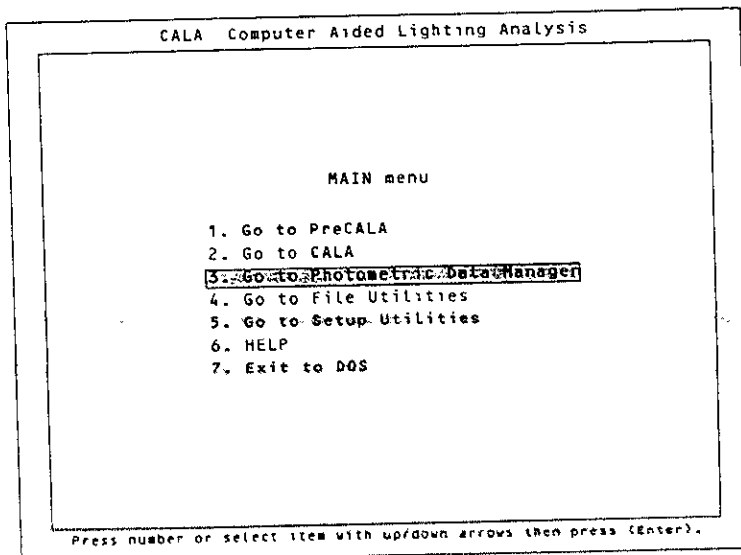 CALA Computer Aided Lighting Analysis
MAIN menu
1. Go to PreCALA
2. Go to CALA
3. Go to Photometric Data Manager
4. Go to File Utilities
5. Go to Setup Utilities
6. HELP
7. Exit to DOS
Press number or select item with up/down arrows then press (Enter).